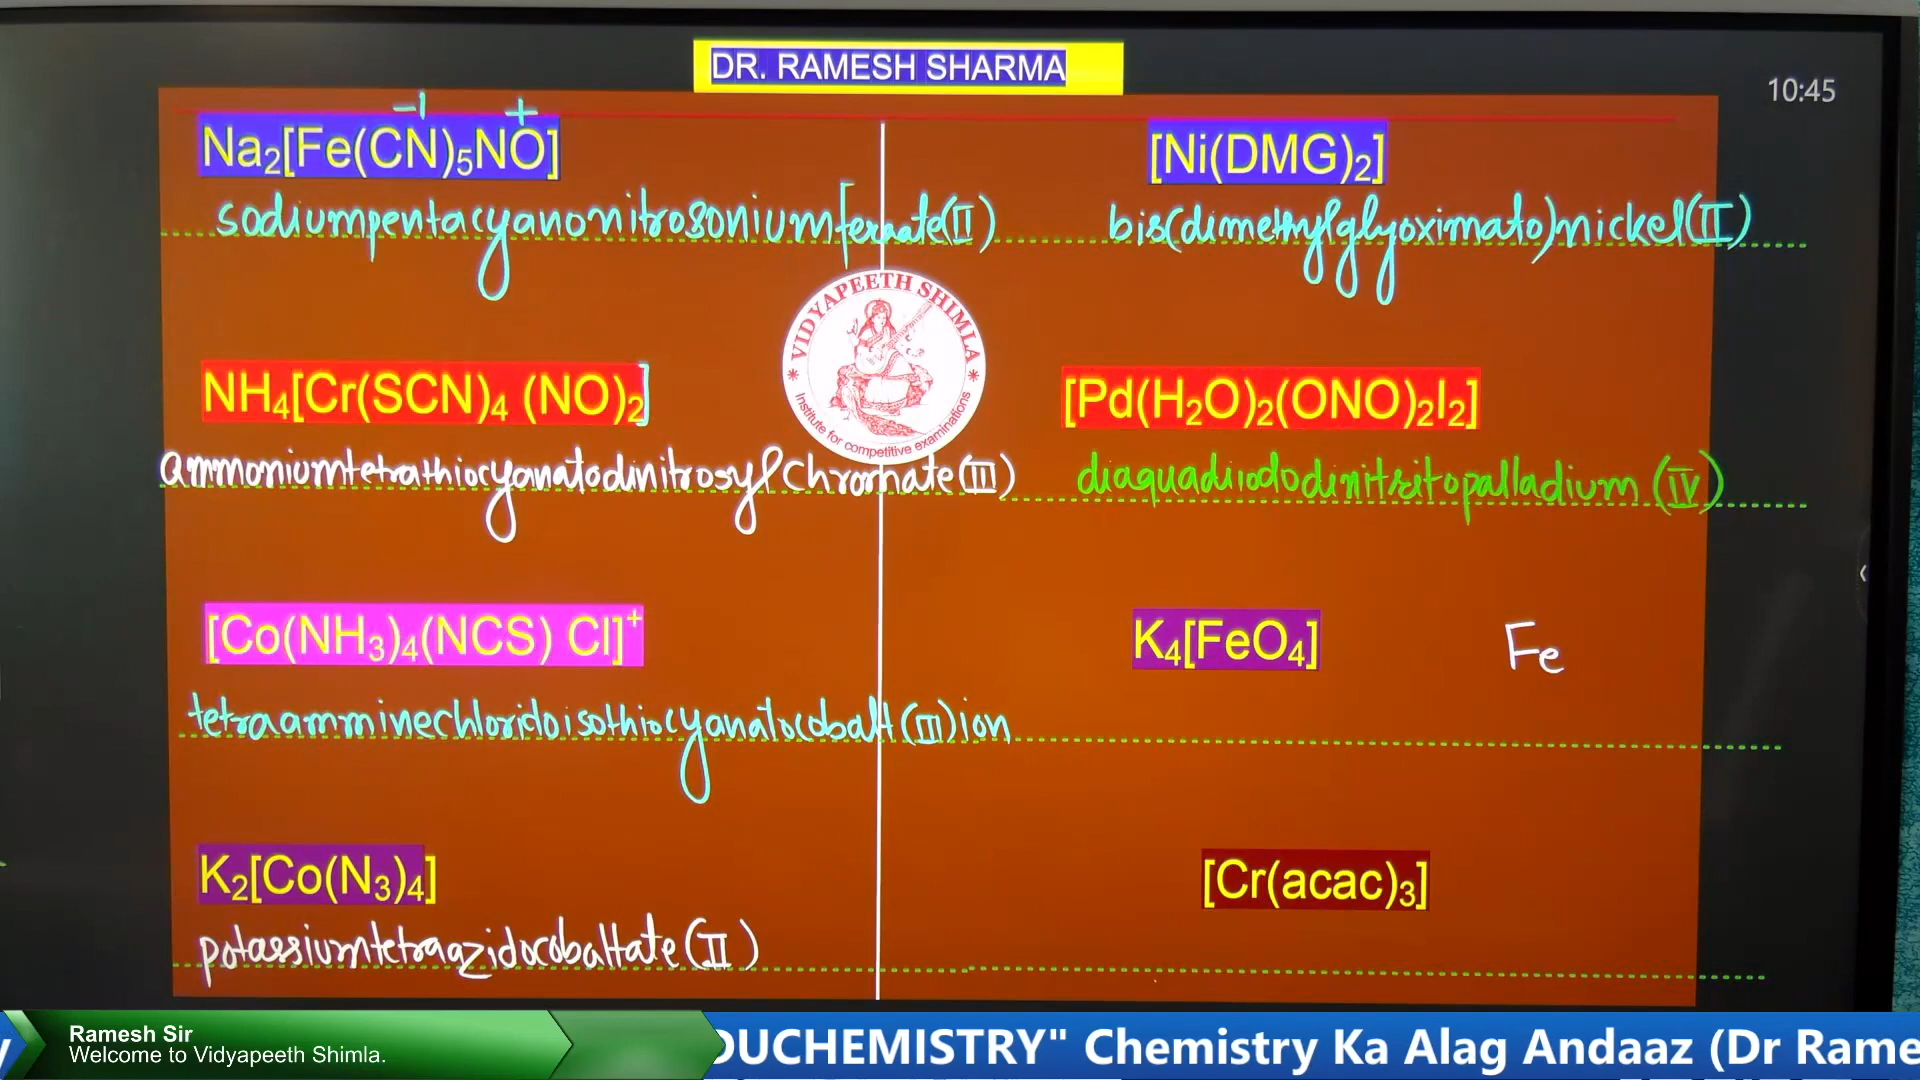 DR. RAMESH SHARMA
10:45
−1 +
Na₂[Fe(CN)₅NO]
sodiumpentacyanonitrosoniumferrate(II)
[Ni(DMG)₂]
bis(dimethylglyoximato)nickel(II)
VIDYAPEETH SHIMLA
Institute for competitive examinations
NH₄[Cr(SCN)₄ (NO)₂]
ammoniumtetrathiocyanatodinitrosylchromate(III)
[Pd(H₂O)₂(ONO)₂I₂]
diaquadiiododinitritopalladium (IV)
[Co(NH₃)₄(NCS) Cl]⁺
tetraamminechloridoisothiocyanatocobalt(III)ion
K₄[FeO₄]
Fe
K₂[Co(N₃)₄]
potassiumtetraazidocobaltate(II)
[Cr(acac)₃]
y
Ramesh Sir
Welcome to Vidyapeeth Shimla.
DUCHEMISTRY" Chemistry Ka Alag Andaaz (Dr Rame